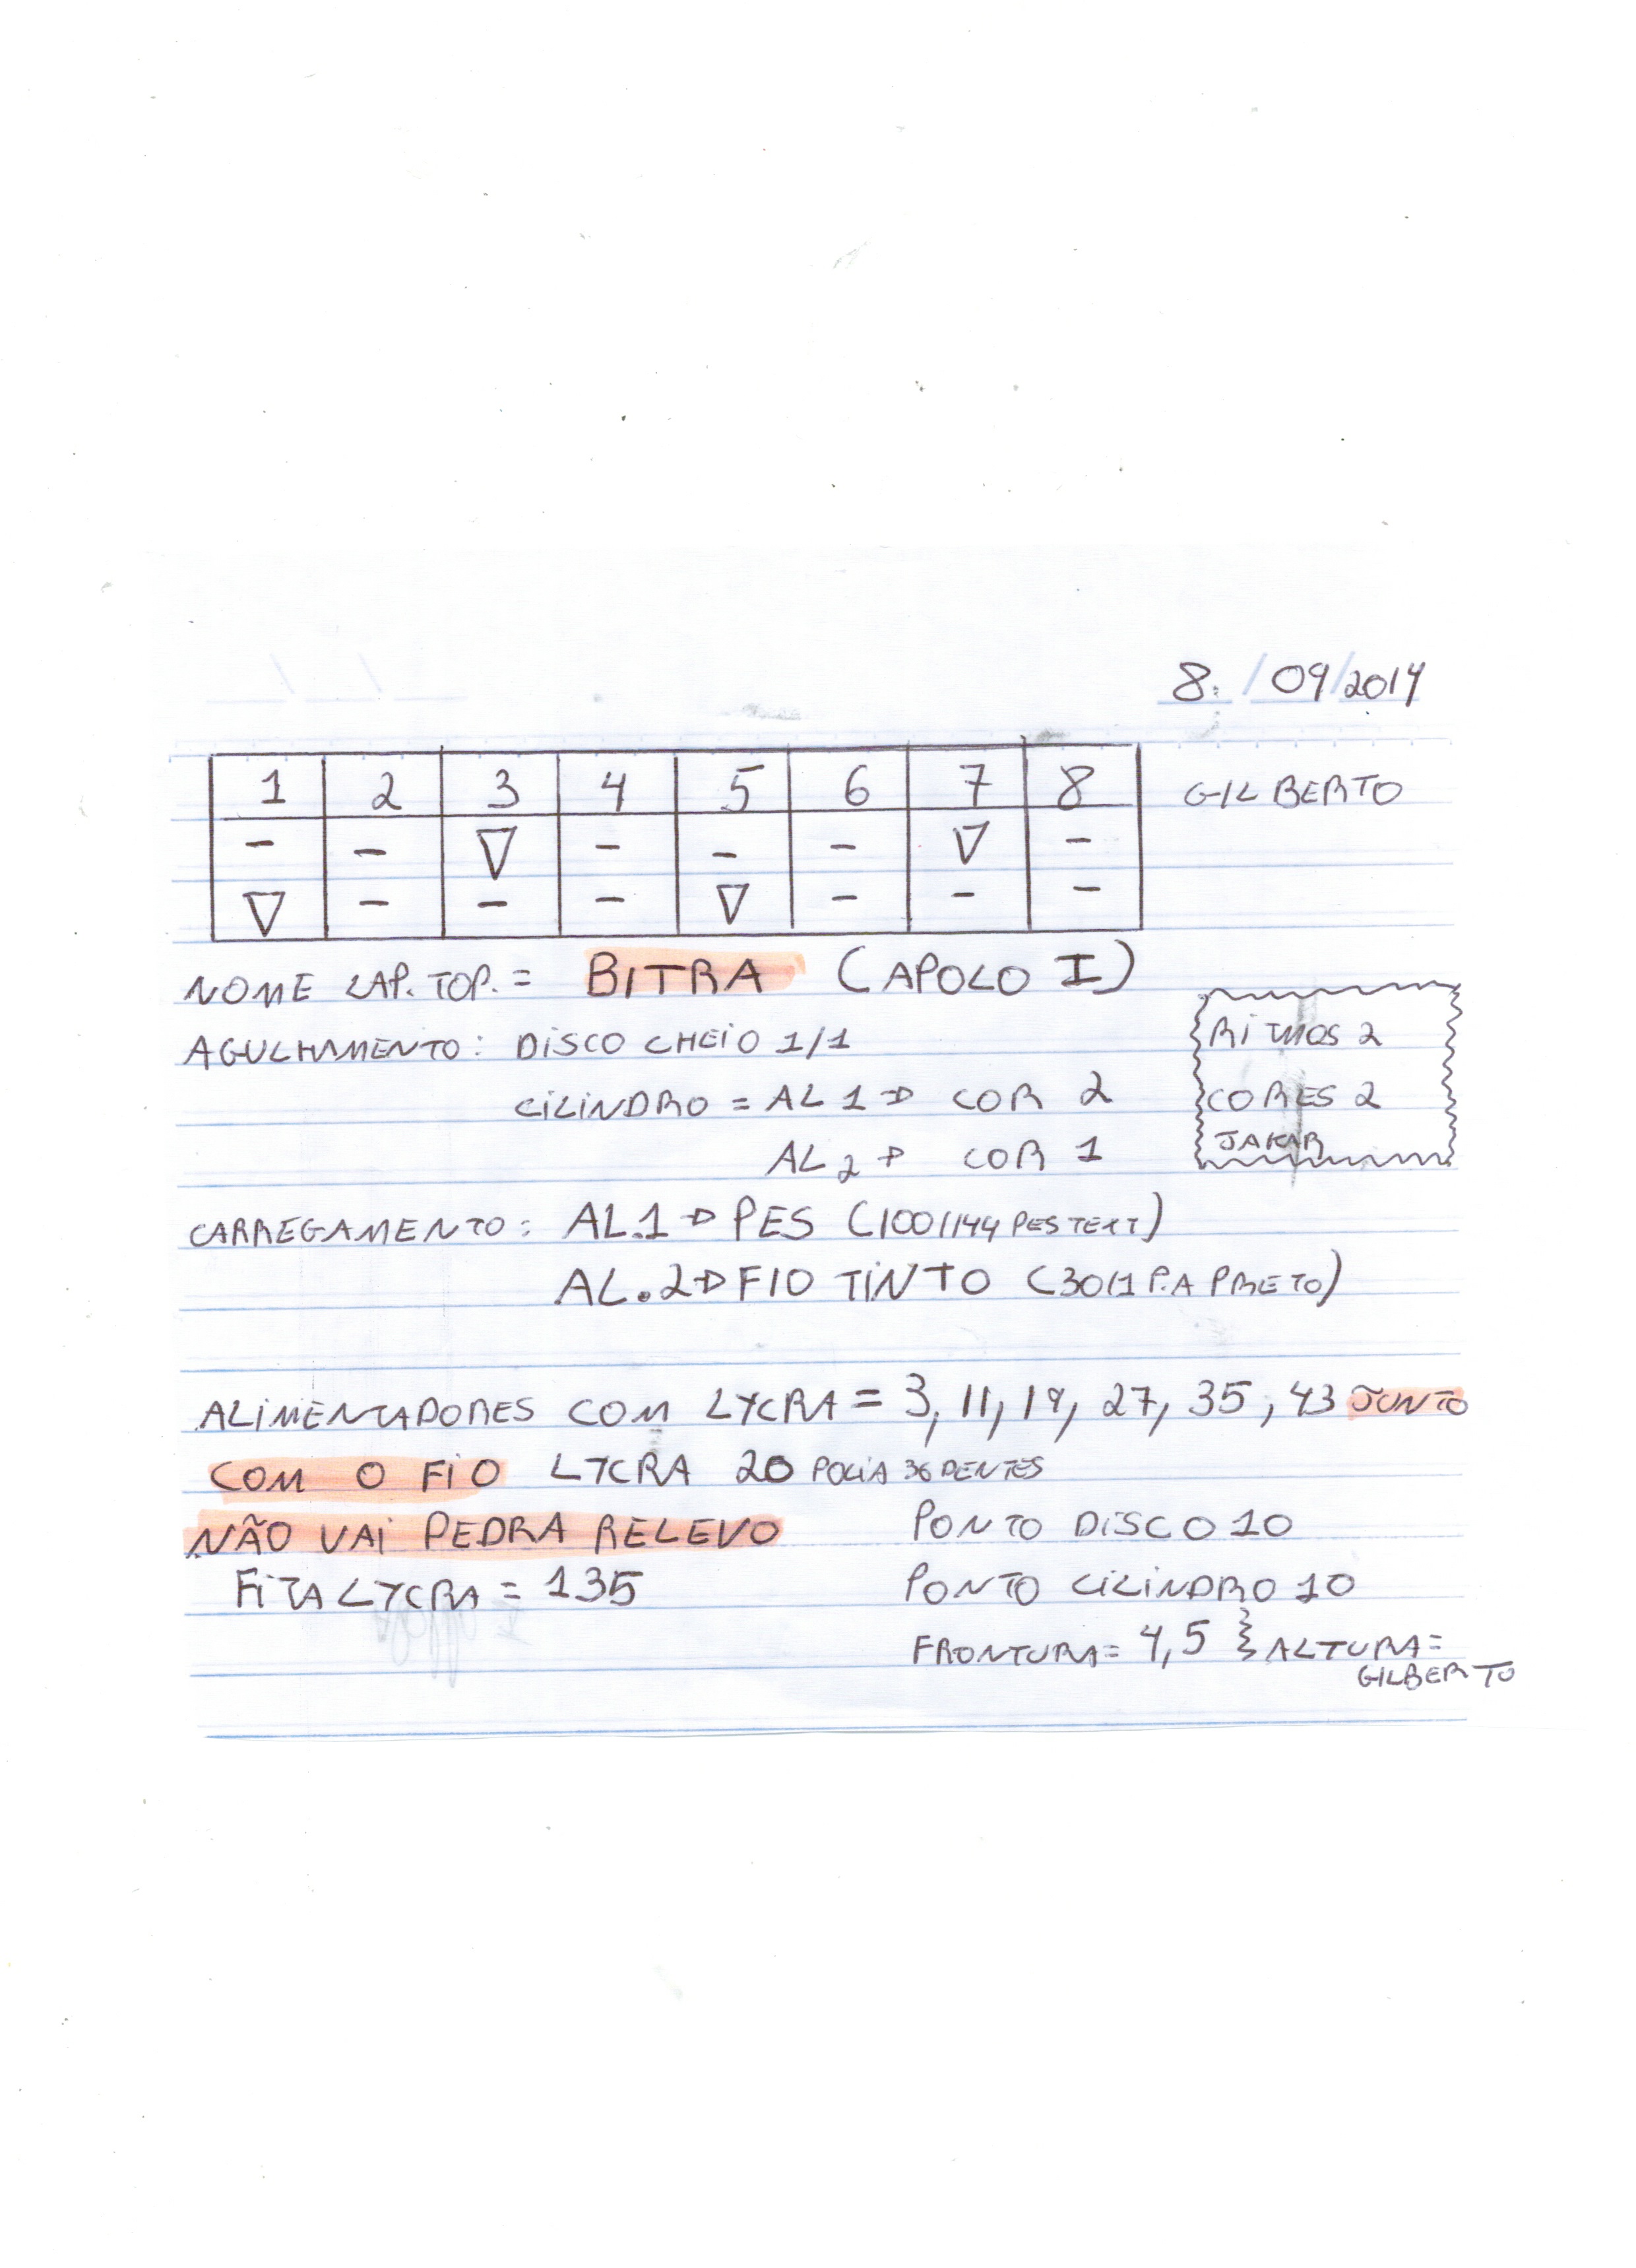 8. / 09 / 2014
1 2 3 4 5 6 7 8 GILBERTO
- - ▽ - - - ▽ -
▽ - - - ▽ - - -
NOME LAP. TOP. = BITRA (APOLO I)
RITMOS 2
AGULHAMENTO: DISCO CHEIO 1/1
CILINDRO = AL 1 → COR 2
CORES 2
JAKAR
AL 2 → COR 1
CARREGAMENTO: AL.1 → PES (100/144 PES TEXT)
AL.2 → FIO TINTO (30/1 P.A PRETO)
ALIMENTADORES COM LYCRA = 3, 11, 19, 27, 35, 43 JUNTO
COM O FIO LYCRA 20 POLIA 36 DENTES
NÃO VAI PEDRA RELEVO PONTO DISCO 10
FITA LYCRA = 135 PONTO CILINDRO 10
FRONTURA = 4,5 } ALTURA =
GILBERTO